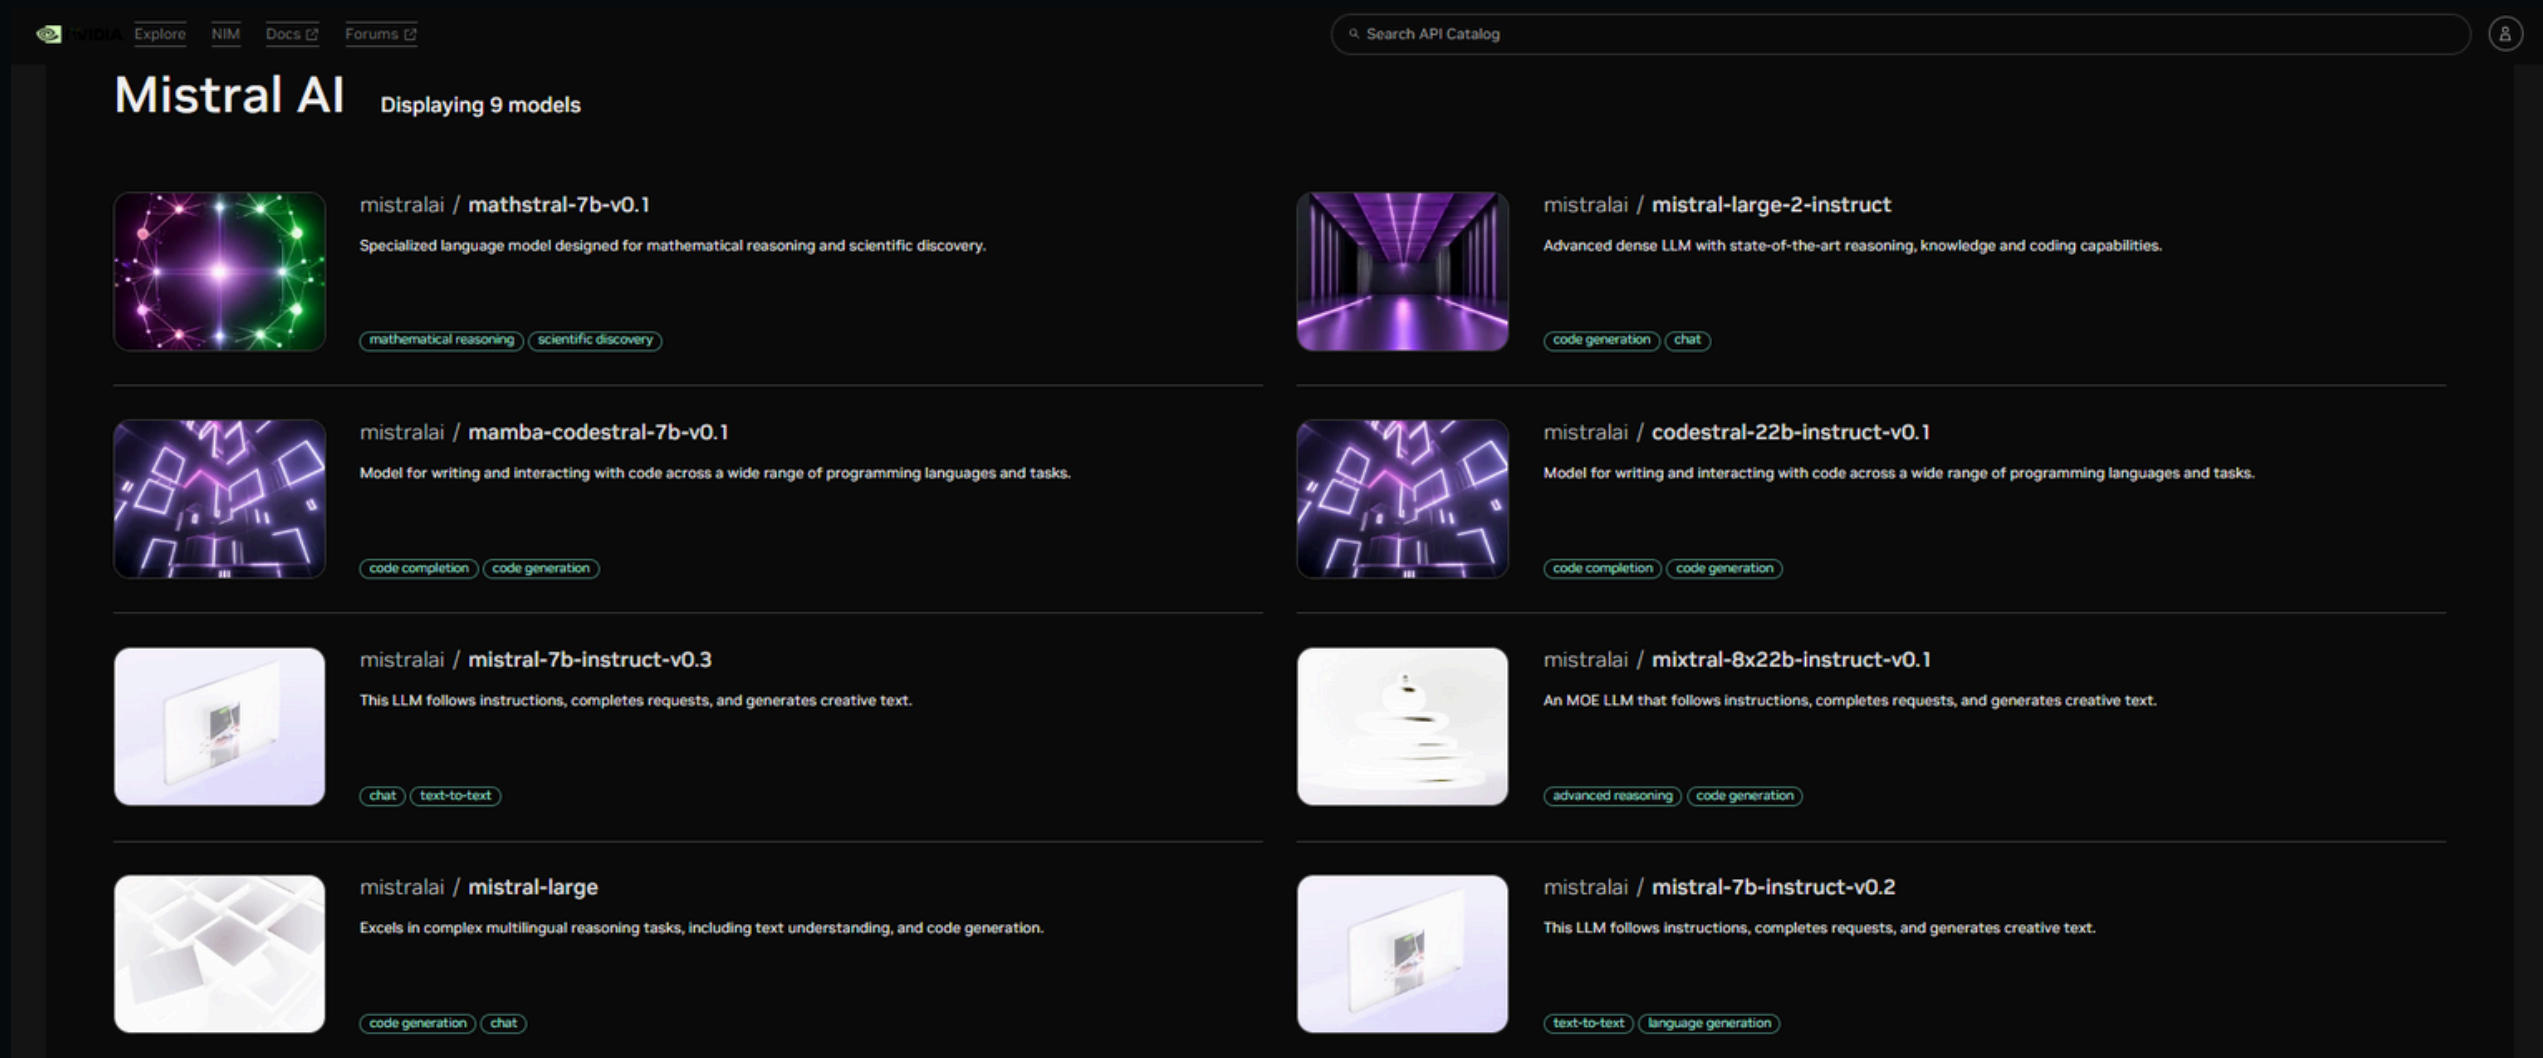 NVIDIA Explore NIM Docs Forums Search API Catalog
Mistral AI Displaying 9 models
mistralai / mathstral-7b-v0.1
Specialized language model designed for mathematical reasoning and scientific discovery.
mathematical reasoning scientific discovery
mistralai / mistral-large-2-instruct
Advanced dense LLM with state-of-the-art reasoning, knowledge and coding capabilities.
code generation chat
mistralai / mamba-codestral-7b-v0.1
Model for writing and interacting with code across a wide range of programming languages and tasks.
code completion code generation
mistralai / codestral-22b-instruct-v0.1
Model for writing and interacting with code across a wide range of programming languages and tasks.
code completion code generation
mistralai / mistral-7b-instruct-v0.3
This LLM follows instructions, completes requests, and generates creative text.
chat text-to-text
mistralai / mixtral-8x22b-instruct-v0.1
An MOE LLM that follows instructions, completes requests, and generates creative text.
advanced reasoning code generation
mistralai / mistral-large
Excels in complex multilingual reasoning tasks, including text understanding, and code generation.
code generation chat
mistralai / mistral-7b-instruct-v0.2
This LLM follows instructions, completes requests, and generates creative text.
text-to-text language generation